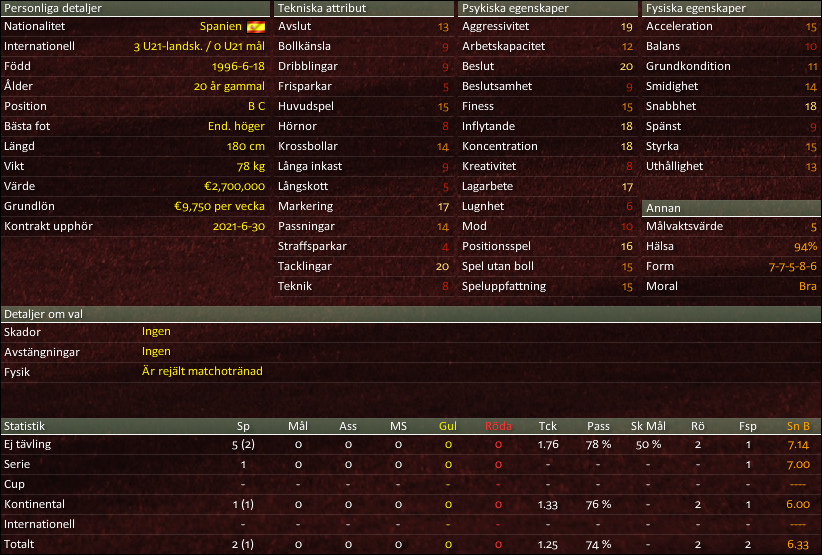 Personliga detaljer
Nationalitet Spanien
Internationell 3 U21-landsk. / 0 U21 mål
Född 1996-6-18
Ålder 20 år gammal
Position B C
Bästa fot End. höger
Längd 180 cm
Vikt 78 kg
Värde €2,700,000
Grundlön €9,750 per vecka
Kontrakt upphör 2021-6-30
Tekniska attribut
Avslut 13
Bollkänsla 9
Dribblingar 9
Frisparkar 5
Huvudspel 15
Hörnor 8
Krossbollar 14
Långa inkast 9
Långskott 5
Markering 17
Passningar 14
Straffsparkar 4
Tacklingar 20
Teknik 8
Psykiska egenskaper
Aggressivitet 19
Arbetskapacitet 12
Beslut 20
Beslutsamhet 9
Finess 15
Inflytande 18
Koncentration 18
Kreativitet 8
Lagarbete 17
Lugnhet 6
Mod 10
Positionsspel 16
Spel utan boll 15
Speluppfattning 15
Fysiska egenskaper
Acceleration 15
Balans 10
Grundkondition 11
Smidighet 14
Snabbhet 18
Spänst 9
Styrka 15
Uthållighet 13
Annan
Målvaktsvärde 5
Hälsa 94%
Form 7-7-5-8-6
Moral Bra
Detaljer om val
Skador Ingen
Avstängningar Ingen
Fysik Är rejält matchotränad
Statistik Sp Mål Ass MS Gul Röda Tck Pass Sk Mål Rö Fsp Sn B
Ej tävling 5 (2) 0 0 0 0 0 1.76 78 % 50 % 2 1 7.14
Serie 1 0 0 0 0 0 - - - - 1 7.00
Cup - - - - - - - - - - - ----
Kontinental 1 (1) 0 0 0 0 0 1.33 76 % - 2 1 6.00
Internationell - - - - - - - - - - - ----
Totalt 2 (1) 0 0 0 0 0 1.25 74 % - 2 2 6.33